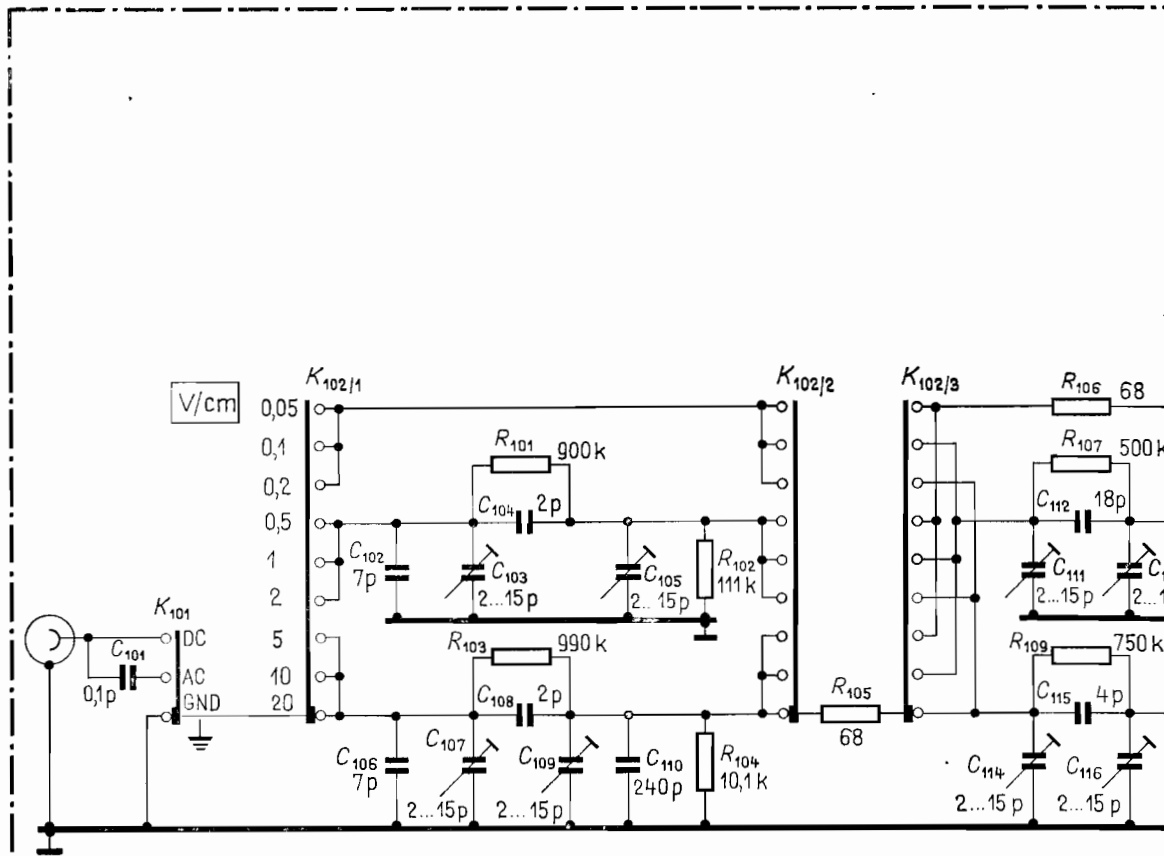 K102/1
K102/2
K102/3
R106 68
V/cm
0,05
0,1
0,2
0,5
1
2
5
10
20
R101 900k
C104 2p
C102 7p
C103 2...15p
C105 2..15p
R102 111k
R107 500k
C112 18p
C111 2...15p
K101
DC
AC
GND
C101 0,1p
R103 990k
C108 2p
C106 7p
C107 2...15p
C109 2...15p
C110 240p
R104 10,1k
R105 68
R109 750k
C115 4p
C114 2...15p
C116 2...15p